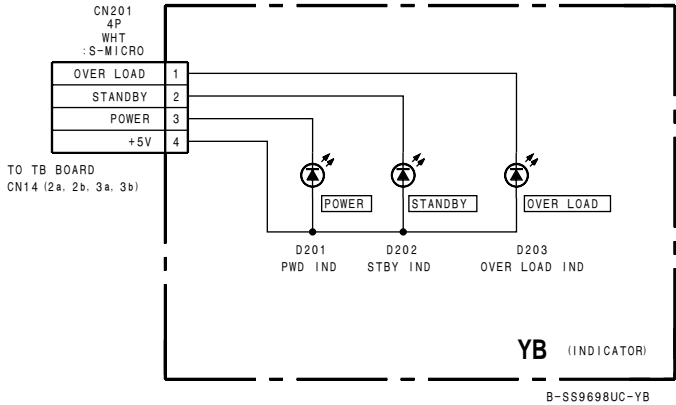 CN201
4P
WHT
:S-MICRO
OVER LOAD 1
STANDBY 2
POWER 3
+5V 4
TO TB BOARD
CN14 (2a, 2b, 3a, 3b)
POWER
STANDBY
OVER LOAD
D201
PWD IND
D202
STBY IND
D203
OVER LOAD IND
YB (INDICATOR)
B-SS9698UC-YB